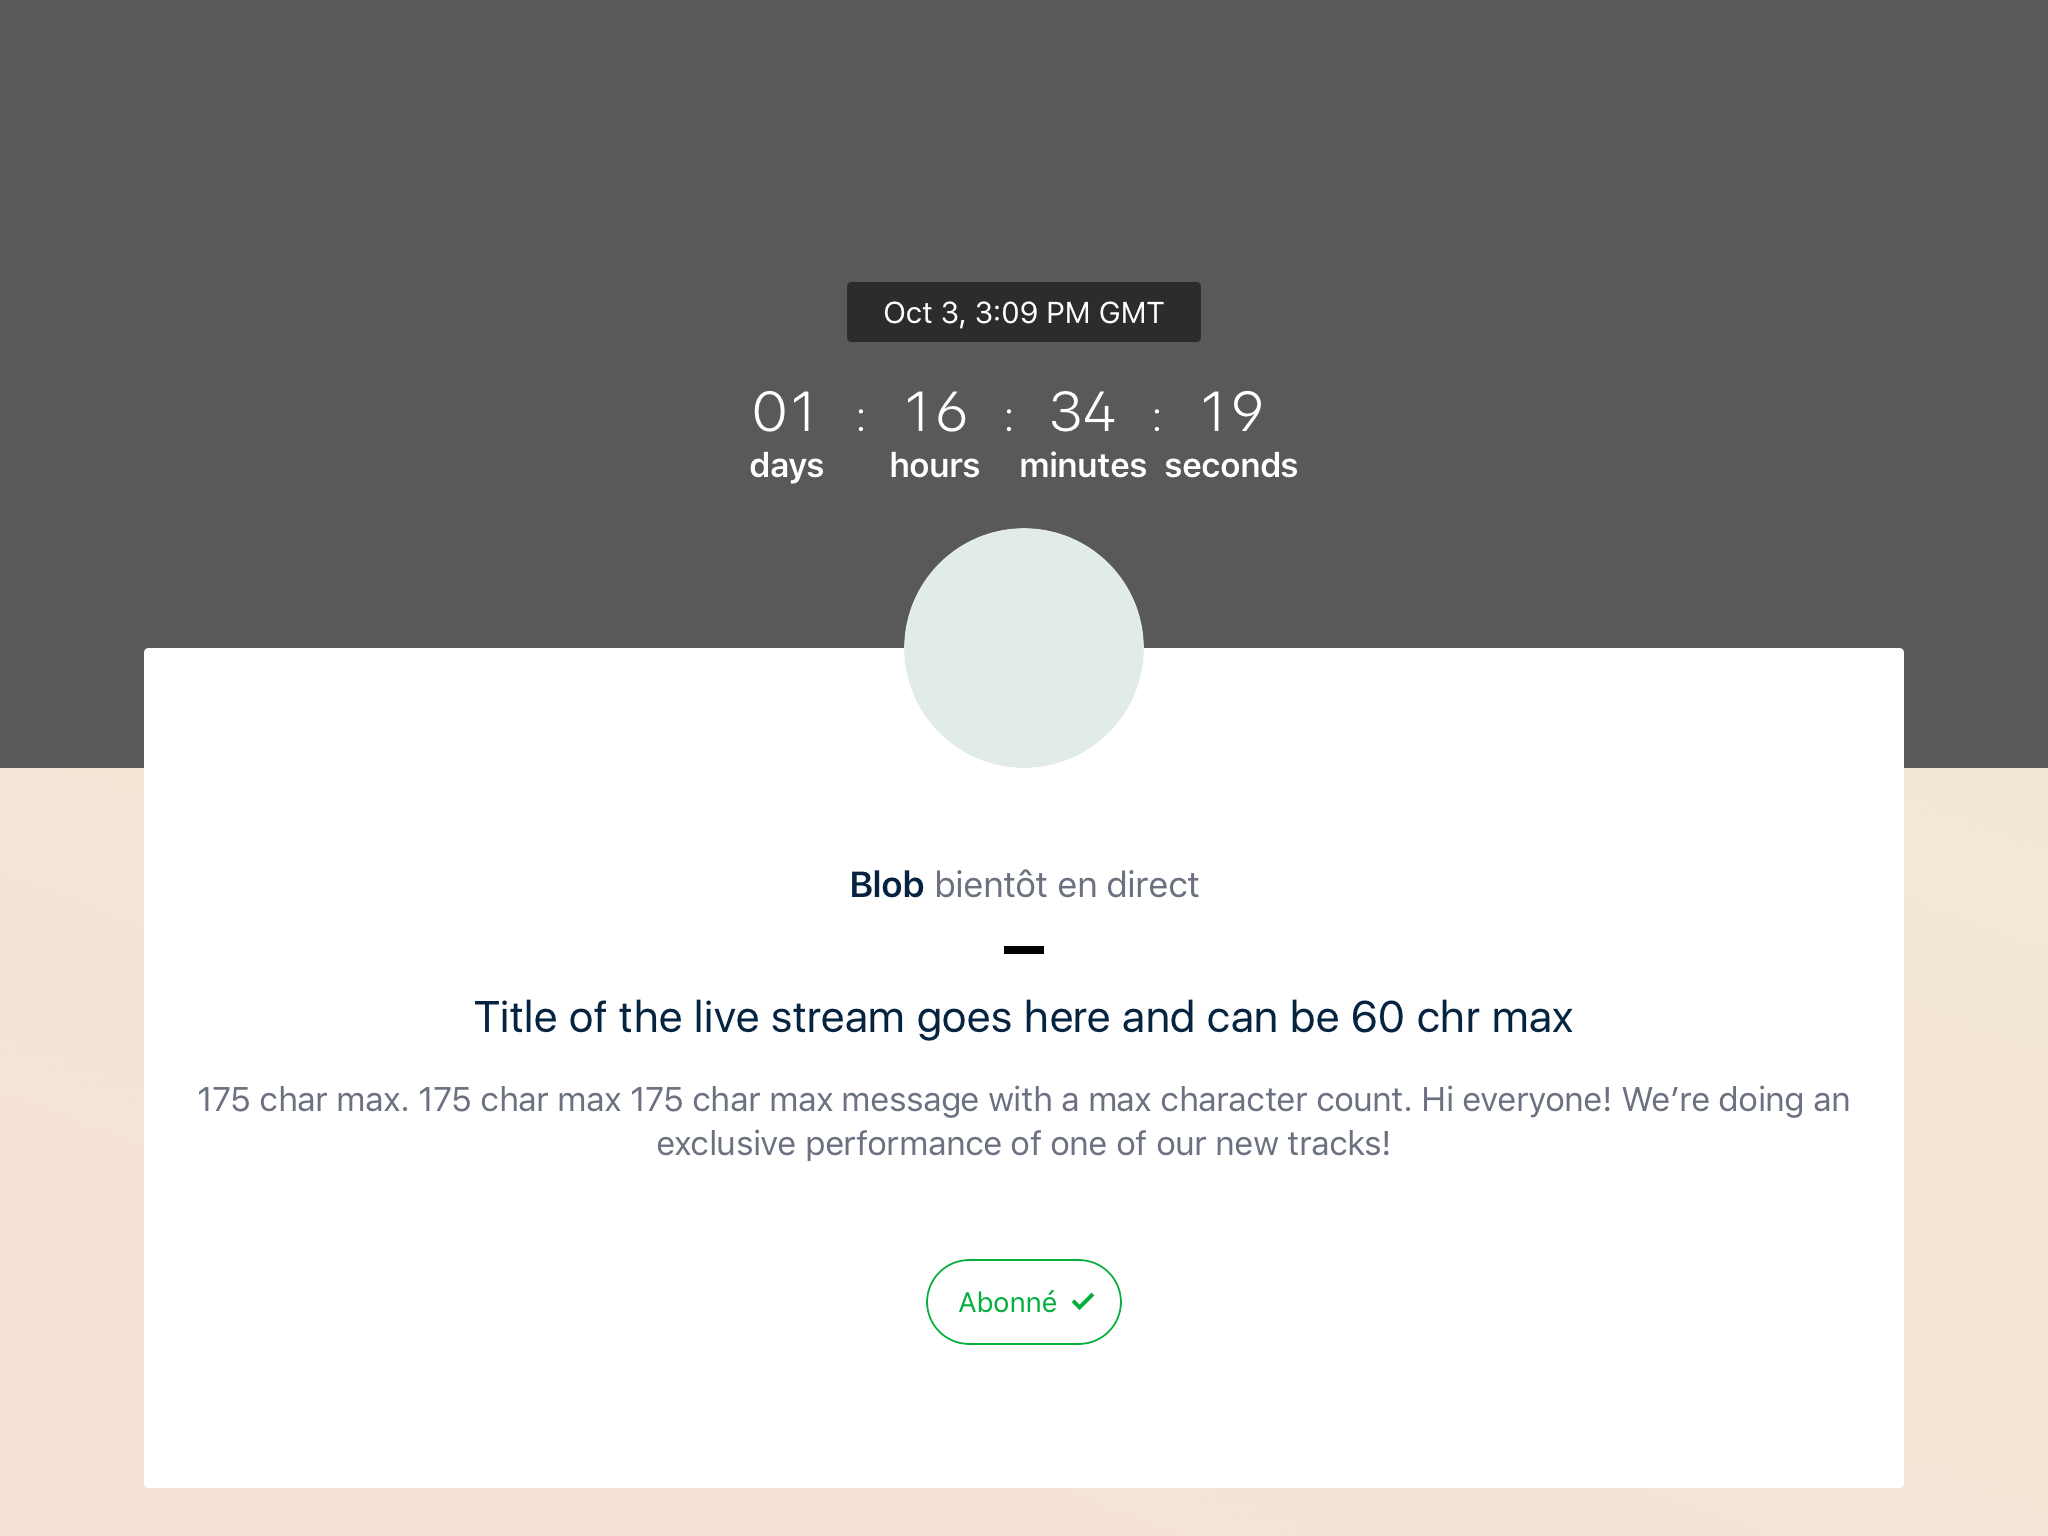 Oct 3, 3:09 PM GMT
01 : 16 : 34 : 19
days hours minutes seconds
Blob bientôt en direct
Title of the live stream goes here and can be 60 chr max
175 char max. 175 char max 175 char max message with a max character count. Hi everyone! We’re doing an
exclusive performance of one of our new tracks!
Abonné